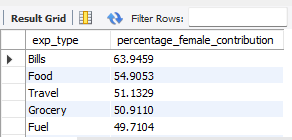 Result Grid Filter Rows:
exp_type percentage_female_contribution
Bills 63.9459
Food 54.9053
Travel 51.1329
Grocery 50.9110
Fuel 49.7104